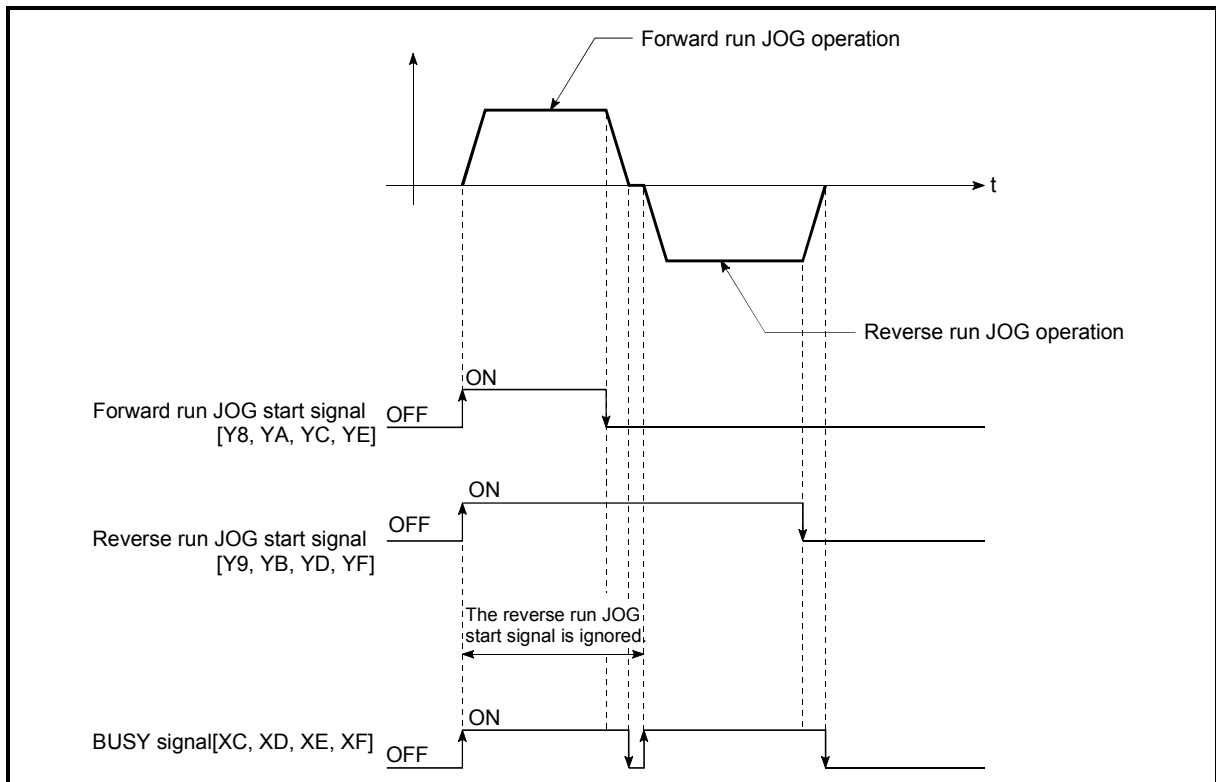 Forward run JOG operation
t
Reverse run JOG operation
ON
Forward run JOG start signal
[Y8, YA, YC, YE]
OFF
ON
Reverse run JOG start signal
[Y9, YB, YD, YF]
OFF
The reverse run JOG
start signal is ignored.
ON
BUSY signal[XC, XD, XE, XF]
OFF